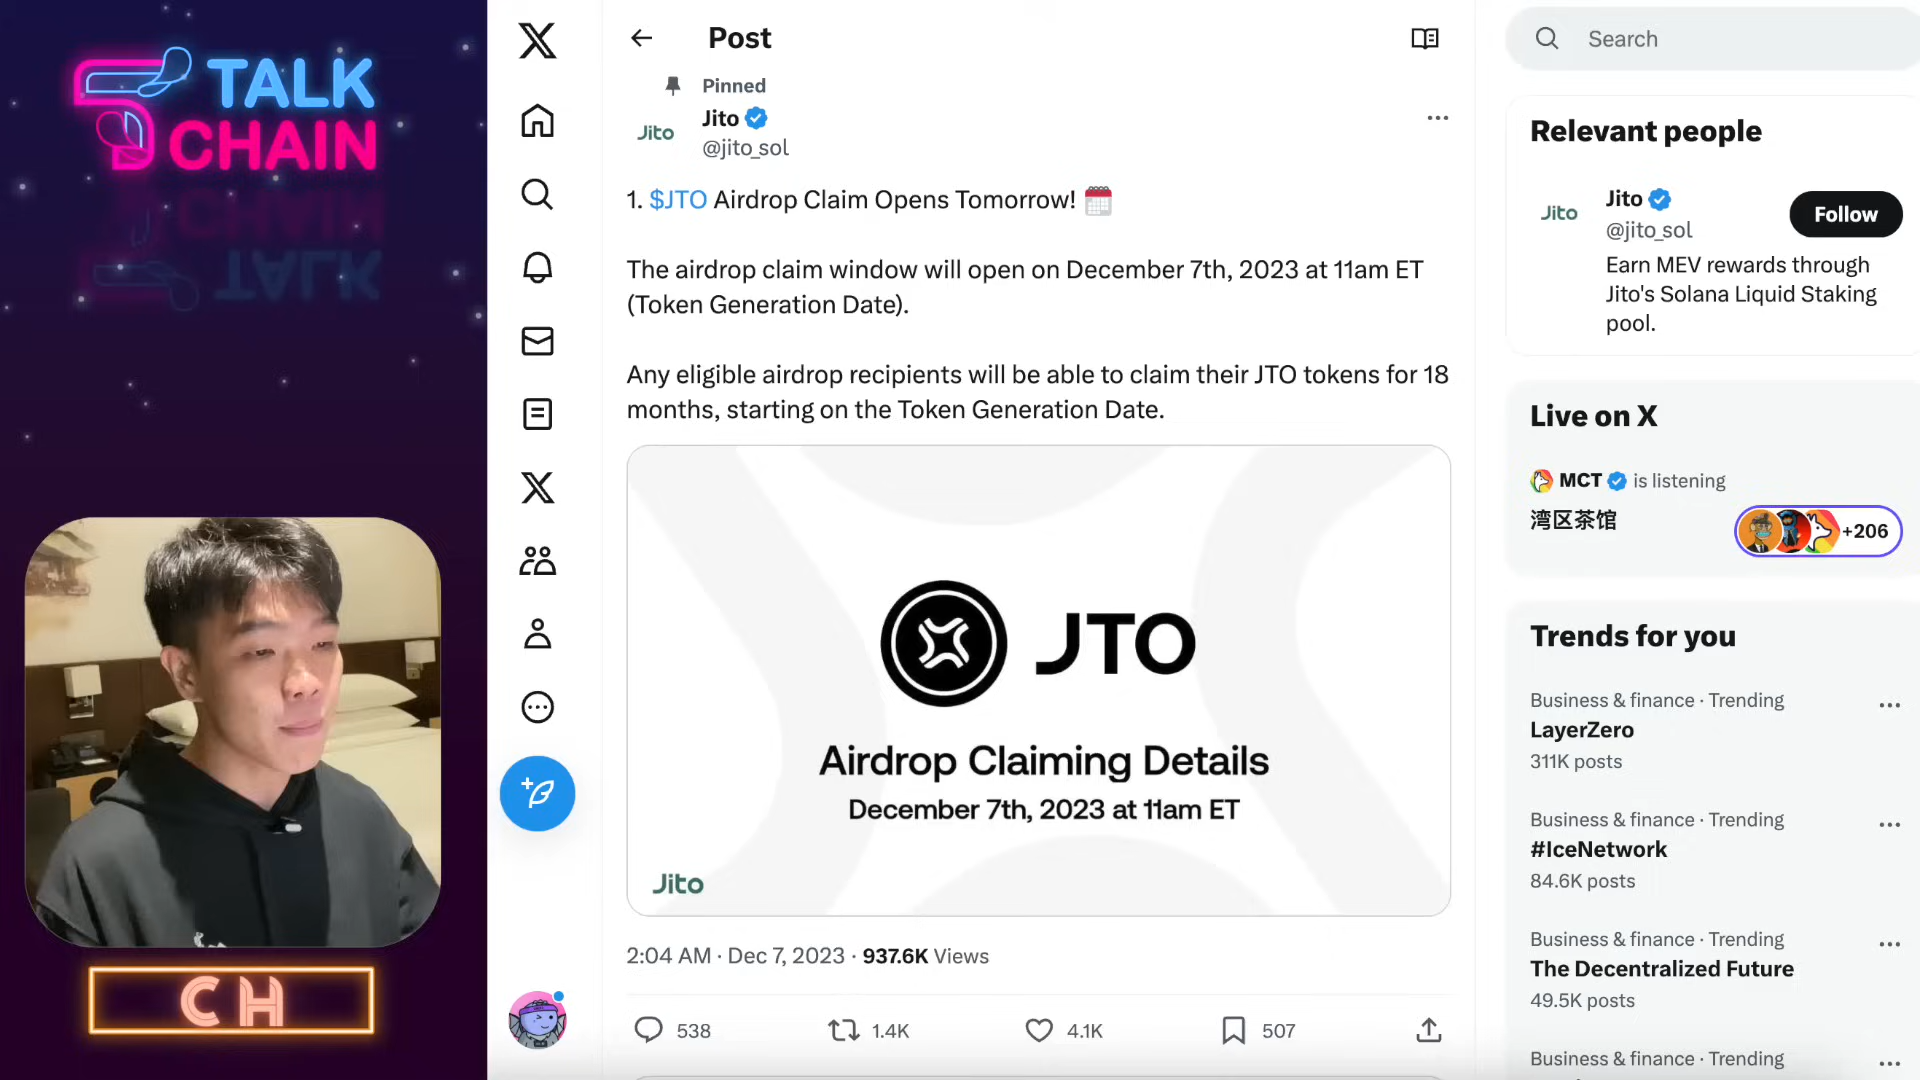 TALK
CHAIN
CH
Post
Pinned
Jito
@jito_sol
Jito
1. $JTO Airdrop Claim Opens Tomorrow!
The airdrop claim window will open on December 7th, 2023 at 11am ET
(Token Generation Date).
Any eligible airdrop recipients will be able to claim their JTO tokens for 18
months, starting on the Token Generation Date.
JTO
Airdrop Claiming Details
December 7th, 2023 at 11am ET
Jito
2:04 AM · Dec 7, 2023 · 937.6K Views
538
1.4K
4.1K
507
Search
Relevant people
Jito
Jito
@jito_sol
Follow
Earn MEV rewards through
Jito's Solana Liquid Staking
pool.
Live on X
MCT is listening
湾区茶馆
+206
Trends for you
Business & finance · Trending
LayerZero
311K posts
Business & finance · Trending
#IceNetwork
84.6K posts
Business & finance · Trending
The Decentralized Future
49.5K posts
Business & finance · Trending